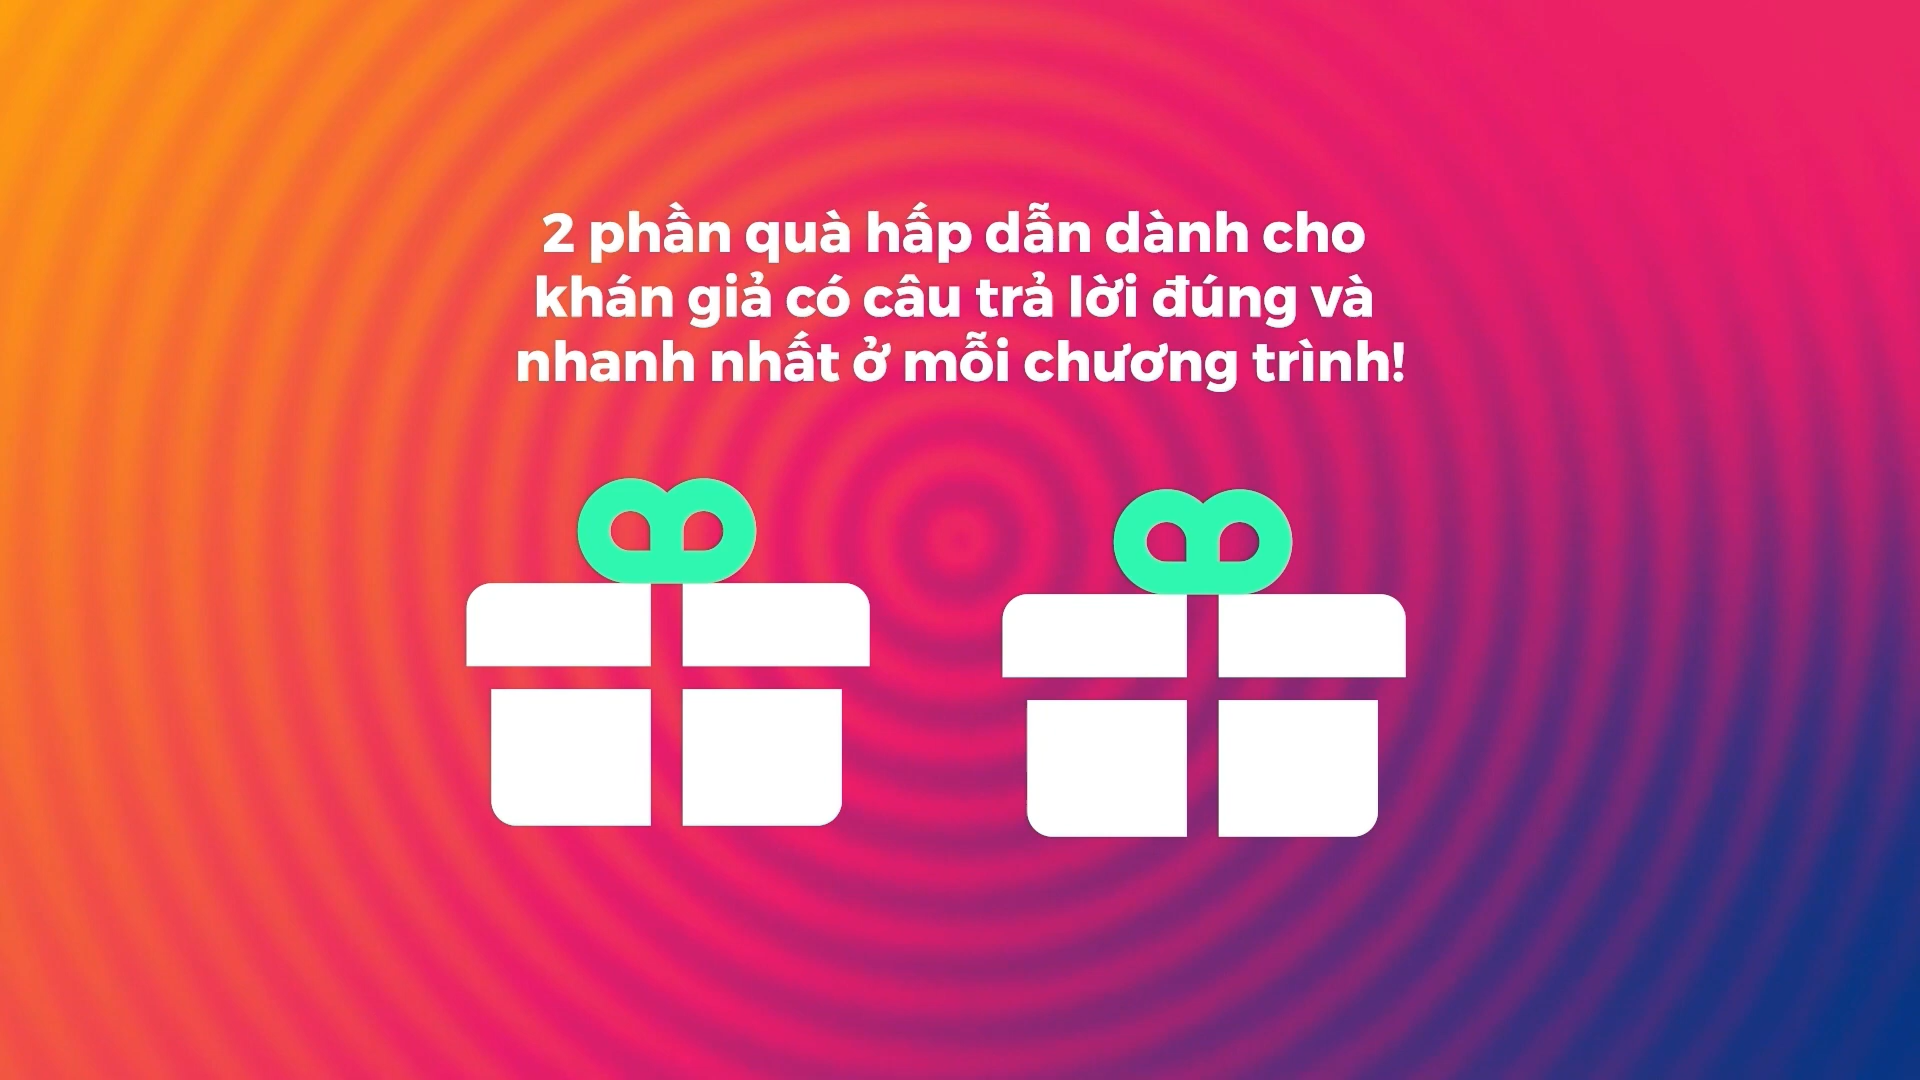 2 phần quà hấp dẫn dành cho
khán giả có câu trả lời đúng và
nhanh nhất ở mỗi chương trình!